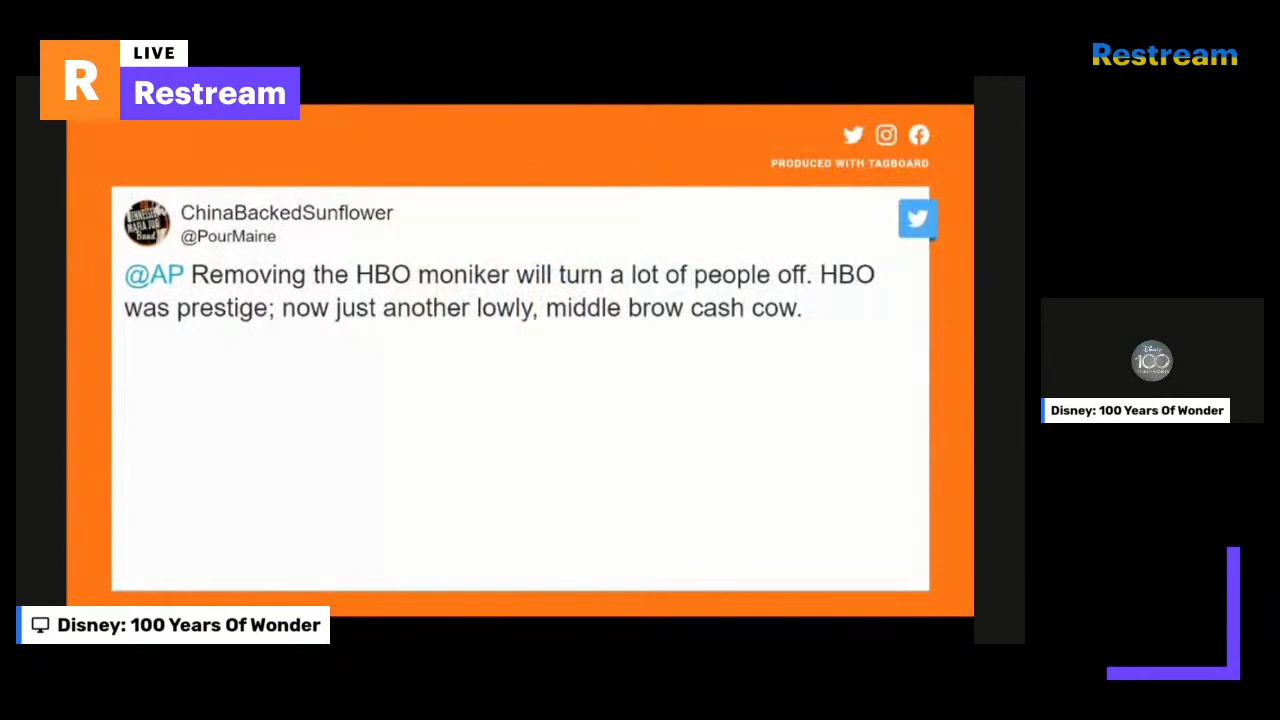 R
LIVE
Restream
Restream
PRODUCED WITH TAGBOARD
ChinaBackedSunflower
@PourMaine
@AP Removing the HBO moniker will turn a lot of people off. HBO
was prestige; now just another lowly, middle brow cash cow.
Disney
100
Disney: 100 Years Of Wonder
Disney: 100 Years Of Wonder